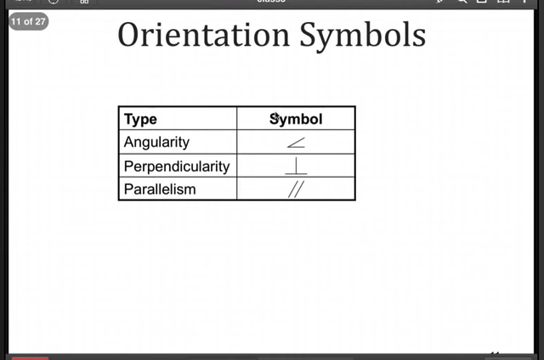 11 of 27
Orientation Symbols
Type Symbol
Angularity ∠
Perpendicularity ⊥
Parallelism //